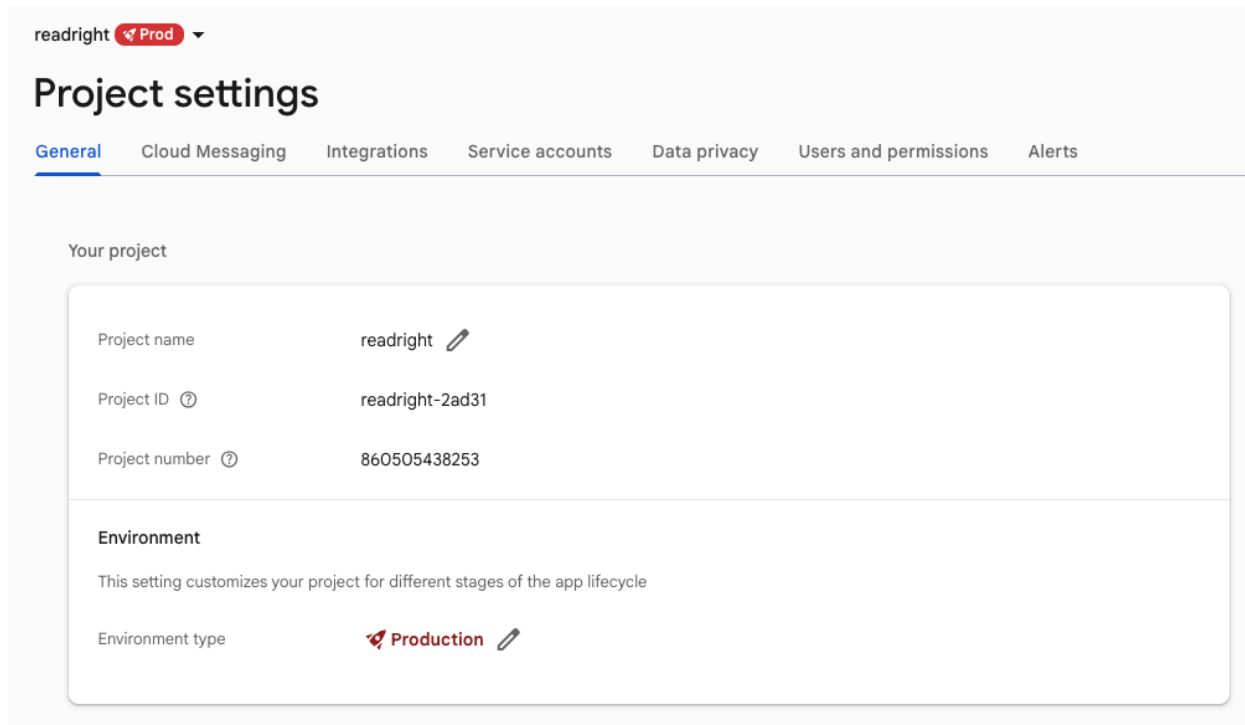 readright Prod
Project settings
General Cloud Messaging Integrations Service accounts Data privacy Users and permissions Alerts
Your project
Project name readright
Project ID readright-2ad31
Project number 860505438253
Environment
This setting customizes your project for different stages of the app lifecycle
Environment type Production